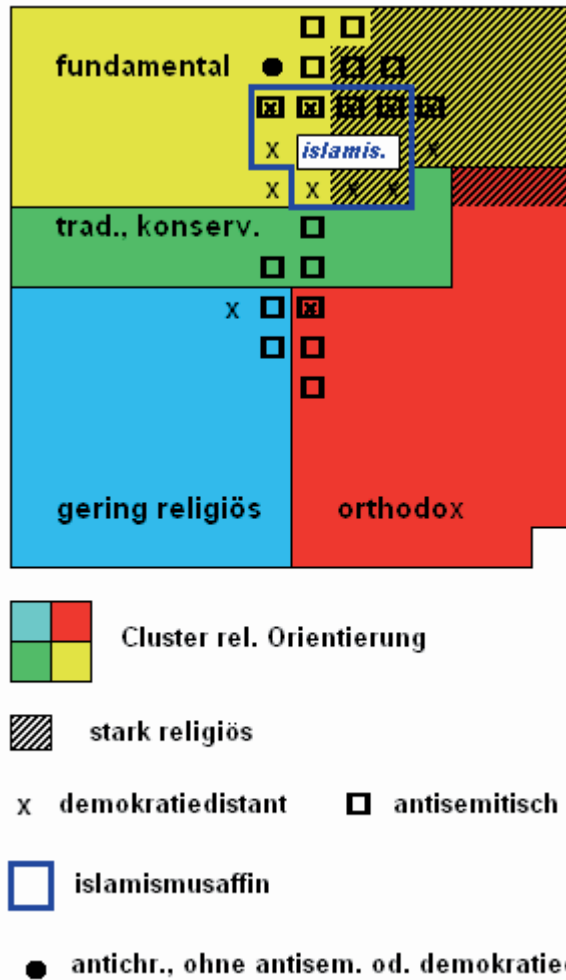 fundamental
islamis.
trad., konserv.
gering religiös
orthodox
Cluster rel. Orientierung
stark religiös
x demokratiedistant
antisemitisch
islamismusaffin
antichr., ohne antisem. od.